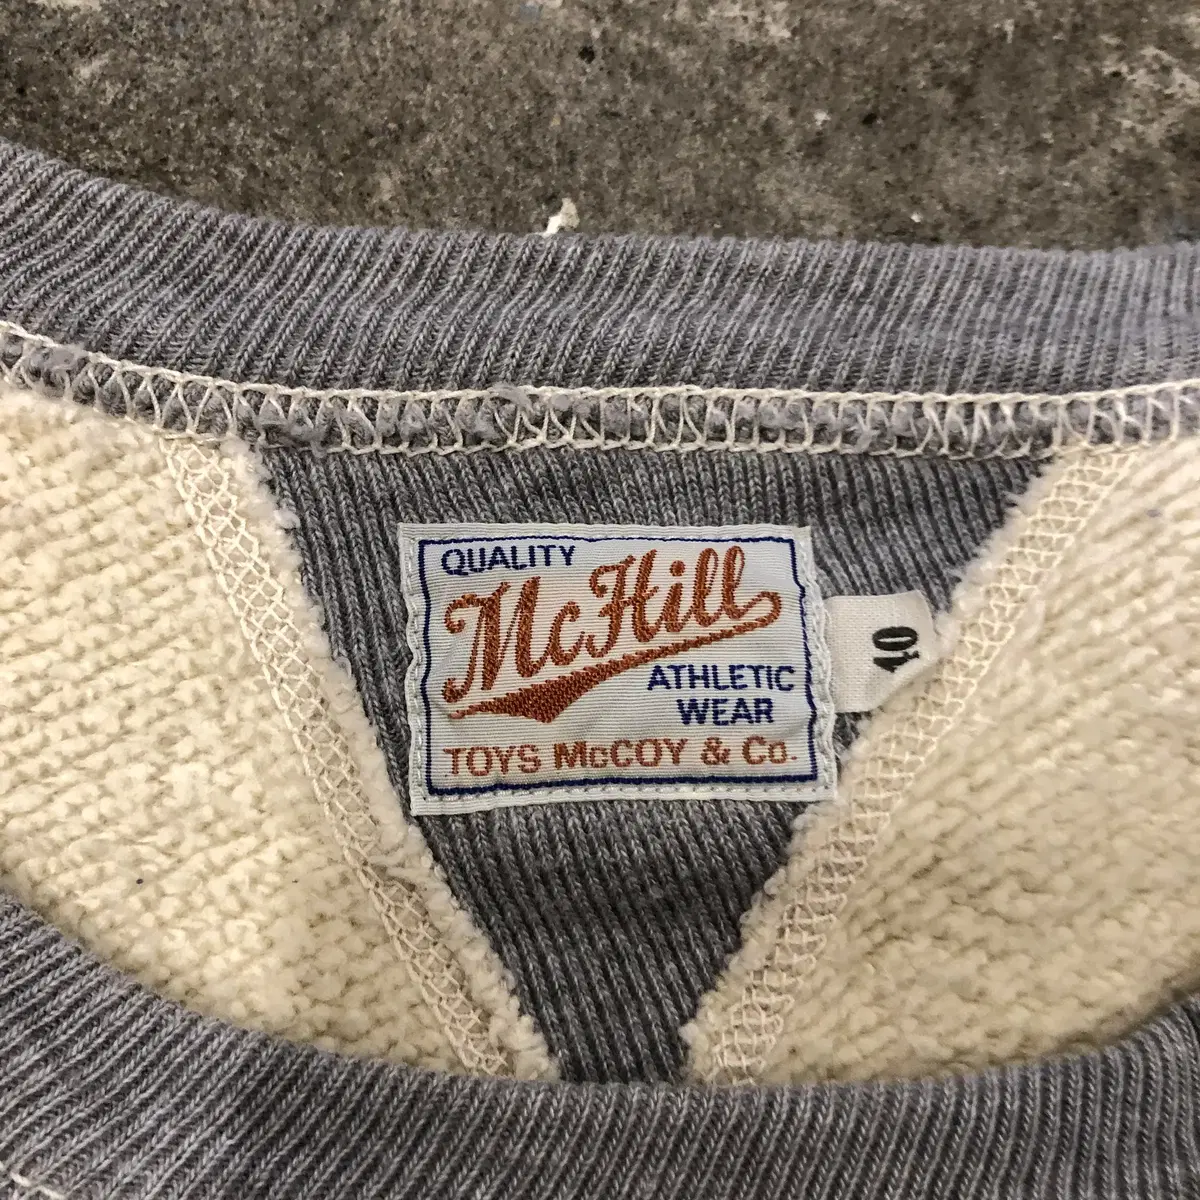 QUALITY
McHill
ATHLETIC
WEAR
TOYS McCOY & Co.
40